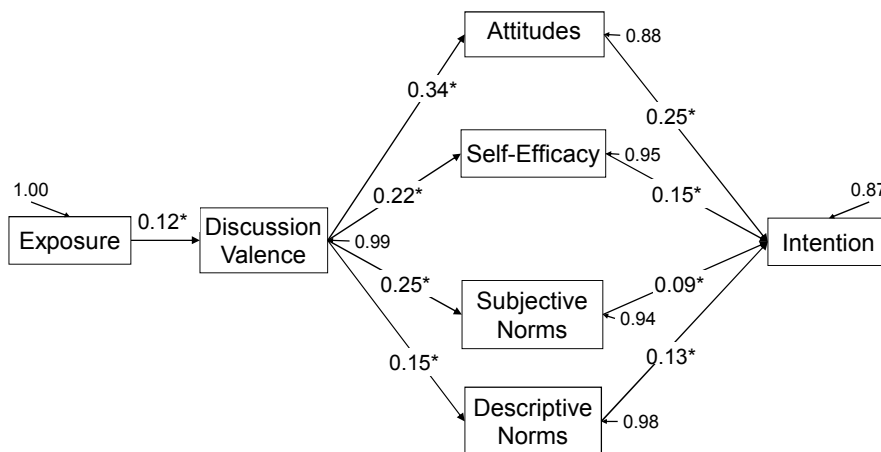 Attitudes
0.88
0.34*
0.25*
Self-Efficacy
0.95
1.00
0.22*
0.15*
0.87
Exposure
0.12*
Discussion
Valence
0.99
Intention
0.25*
Subjective
Norms
0.09*
0.94
0.15*
0.13*
Descriptive
Norms
0.98